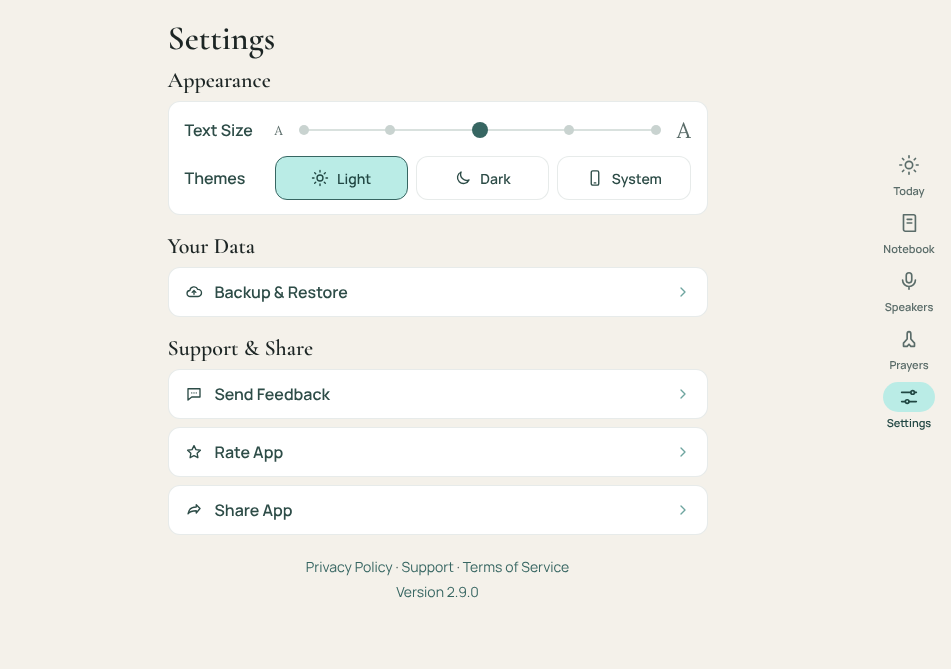 Settings
Appearance
Text Size A A
Themes Light Dark System
Your Data
Backup & Restore
Support & Share
Send Feedback
Rate App
Share App
Privacy Policy · Support · Terms of Service
Version 2.9.0
Today
Notebook
Speakers
Prayers
Settings